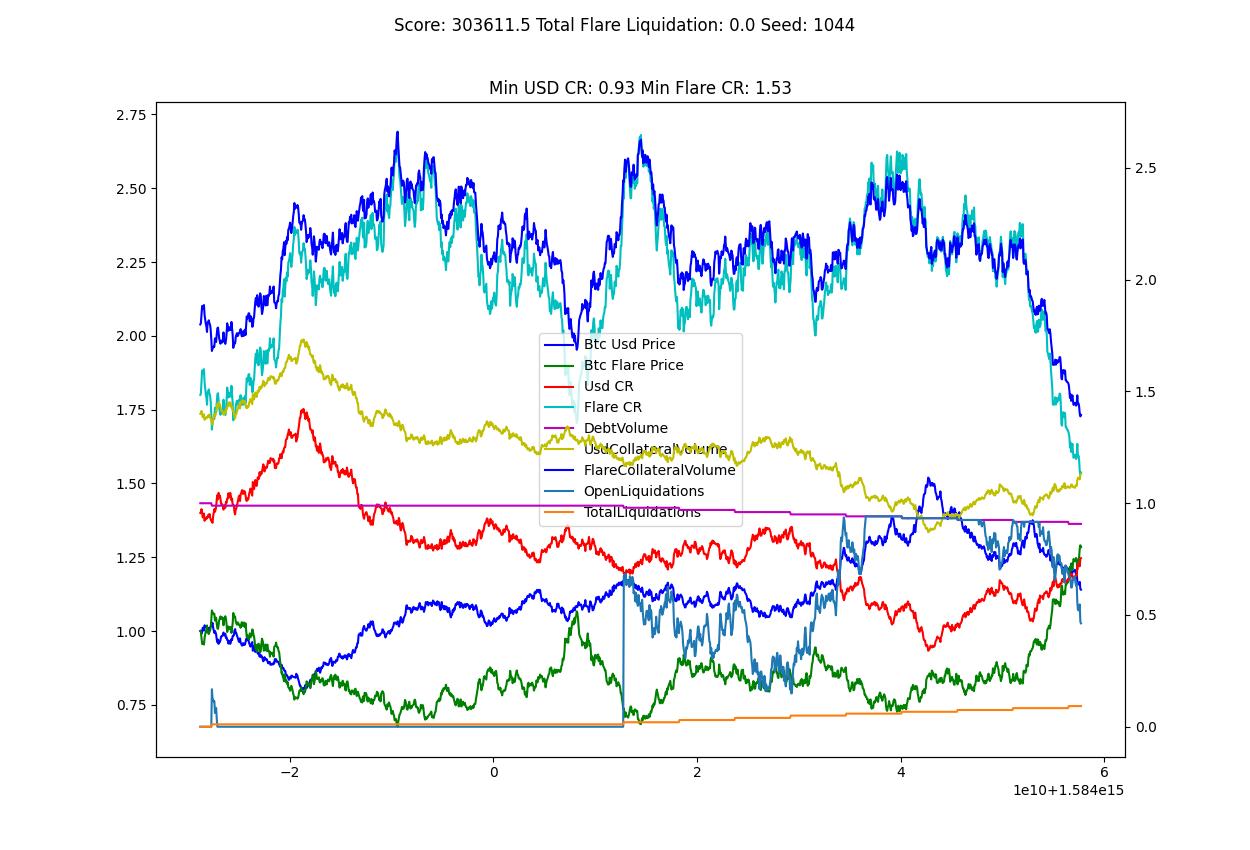 Score: 303611.5 Total Flare Liquidation: 0.0 Seed: 1044
Min USD CR: 0.93 Min Flare CR: 1.53
2.75
2.50
2.25
2.00
1.75
1.50
1.25
1.00
0.75
2.5
2.0
1.5
1.0
0.5
0.0
Btc Usd Price
Btc Flare Price
Usd CR
Flare CR
DebtVolume
UsdCollateralVolume
FlareCollateralVolume
OpenLiquidations
TotalLiquidations
−2
0
2
4
6
1e10+1.584e15